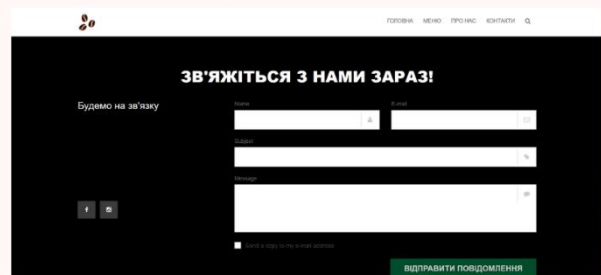 ГОЛОВНА МЕНЮ ПРО НАС КОНТАКТИ
ЗВ'ЯЖІТЬСЯ З НАМИ ЗАРАЗ!
Будемо на зв'язку
Name E-mail
Subject
Message
Send a copy to my e-mail address
ВІДПРАВИТИ ПОВІДОМЛЕННЯ